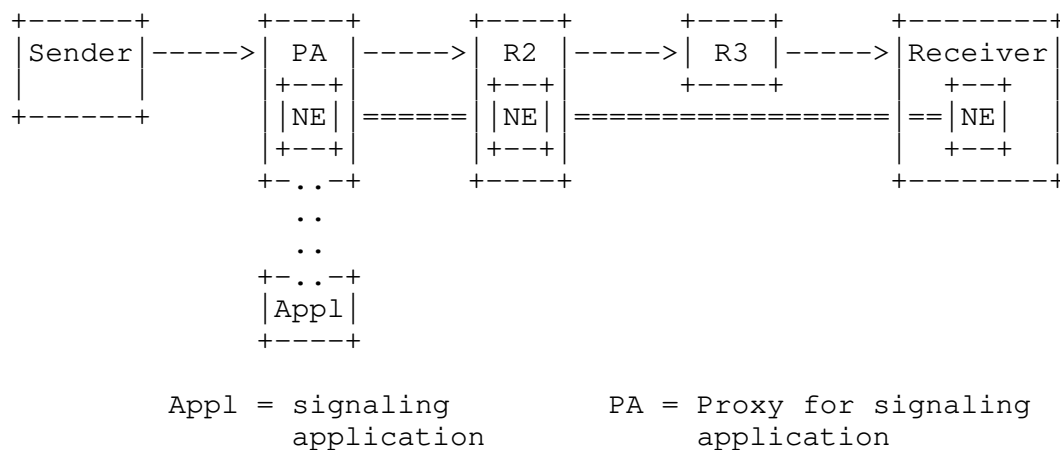 +------+      +----+      +----+      +----+      +--------+
|Sender|----->| PA |----->| R2 |----->| R3 |----->|Receiver|
|      |      |+--+|      |+--+|      +----+      |  +--+  |
+------+      ||NE||======||NE||==================|==|NE|  |
              |+--+|      |+--+|                  |  +--+  |
              +-..-+      +----+                  +--------+
                ..
                ..
              +-..-+
              |Appl|
              +----+
Appl = signaling       PA = Proxy for signaling
       application          application